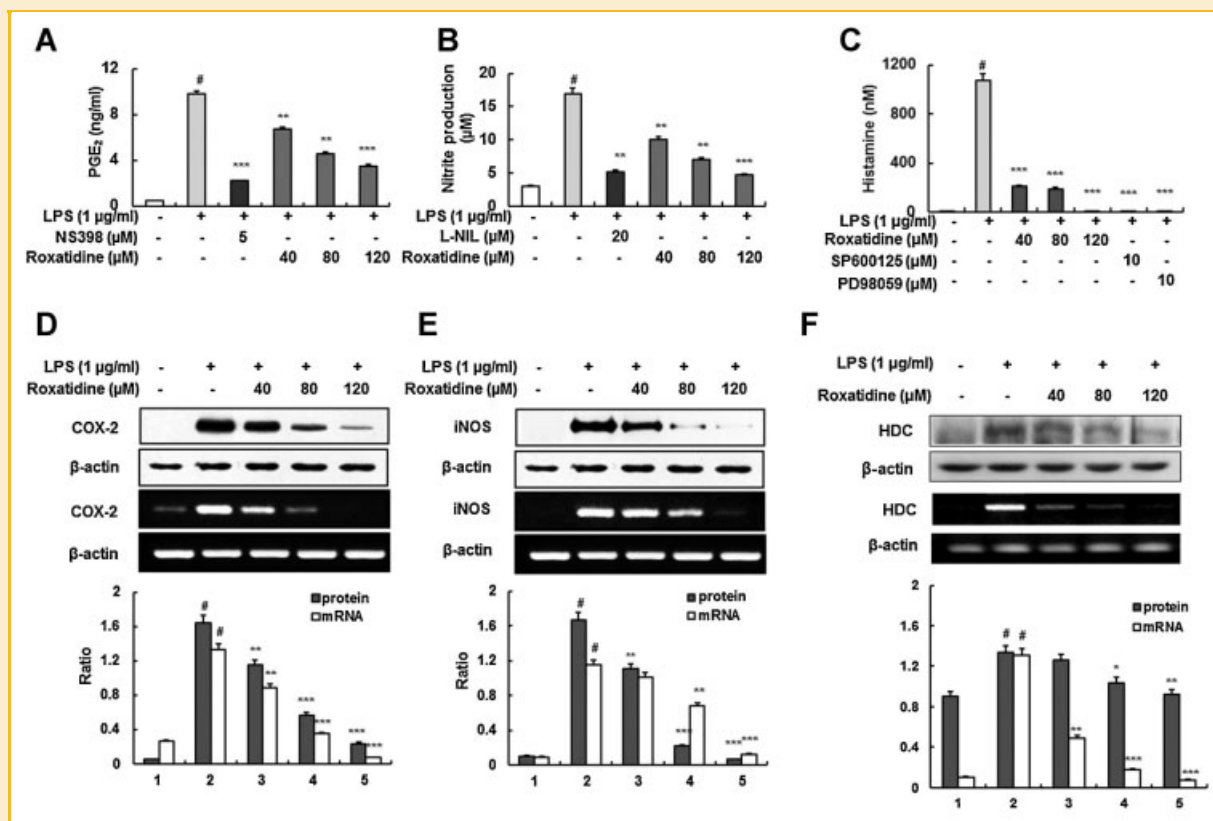 A
PGE₂ (ng/ml)
12
8
4
0
#
***
**
**
***
LPS (1 µg/ml) - + + + + +
NS398 (µM) - - 5 - - -
Roxatidine (µM) - - - 40 80 120
B
Nitrite production
(µM)
20
15
10
5
0
#
**
**
**
***
LPS (1 µg/ml) - + + + + +
L-NIL (µM) - - 20 - - -
Roxatidine (µM) - - - 40 80 120
C
Histamine (nM)
1200
800
400
0
#
***
***
***
***
***
LPS (1 µg/ml) - + + + + + +
Roxatidine (µM) - - 40 80 120 - -
SP600125 (µM) - - - - - 10 -
PD98059 (µM) - - - - - - 10
D
LPS (1 µg/ml) - + + + +
Roxatidine (µM) - - 40 80 120
COX-2
β-actin
COX-2
β-actin
Ratio
2
1.6
1.2
0.8
0.4
0
protein
mRNA
#
#
**
**
***
***
***
***
1 2 3 4 5
E
LPS (1 µg/ml) - + + + +
Roxatidine (µM) - - 40 80 120
iNOS
β-actin
iNOS
β-actin
Ratio
2
1.6
1.2
0.8
0.4
0
protein
mRNA
#
#
**
***
**
***
***
1 2 3 4 5
F
LPS (1 µg/ml) - + + + +
Roxatidine (µM) - - 40 80 120
HDC
β-actin
HDC
β-actin
Ratio
2
1.6
1.2
0.8
0.4
0
protein
mRNA
#
#
**
*
***
**
***
1 2 3 4 5